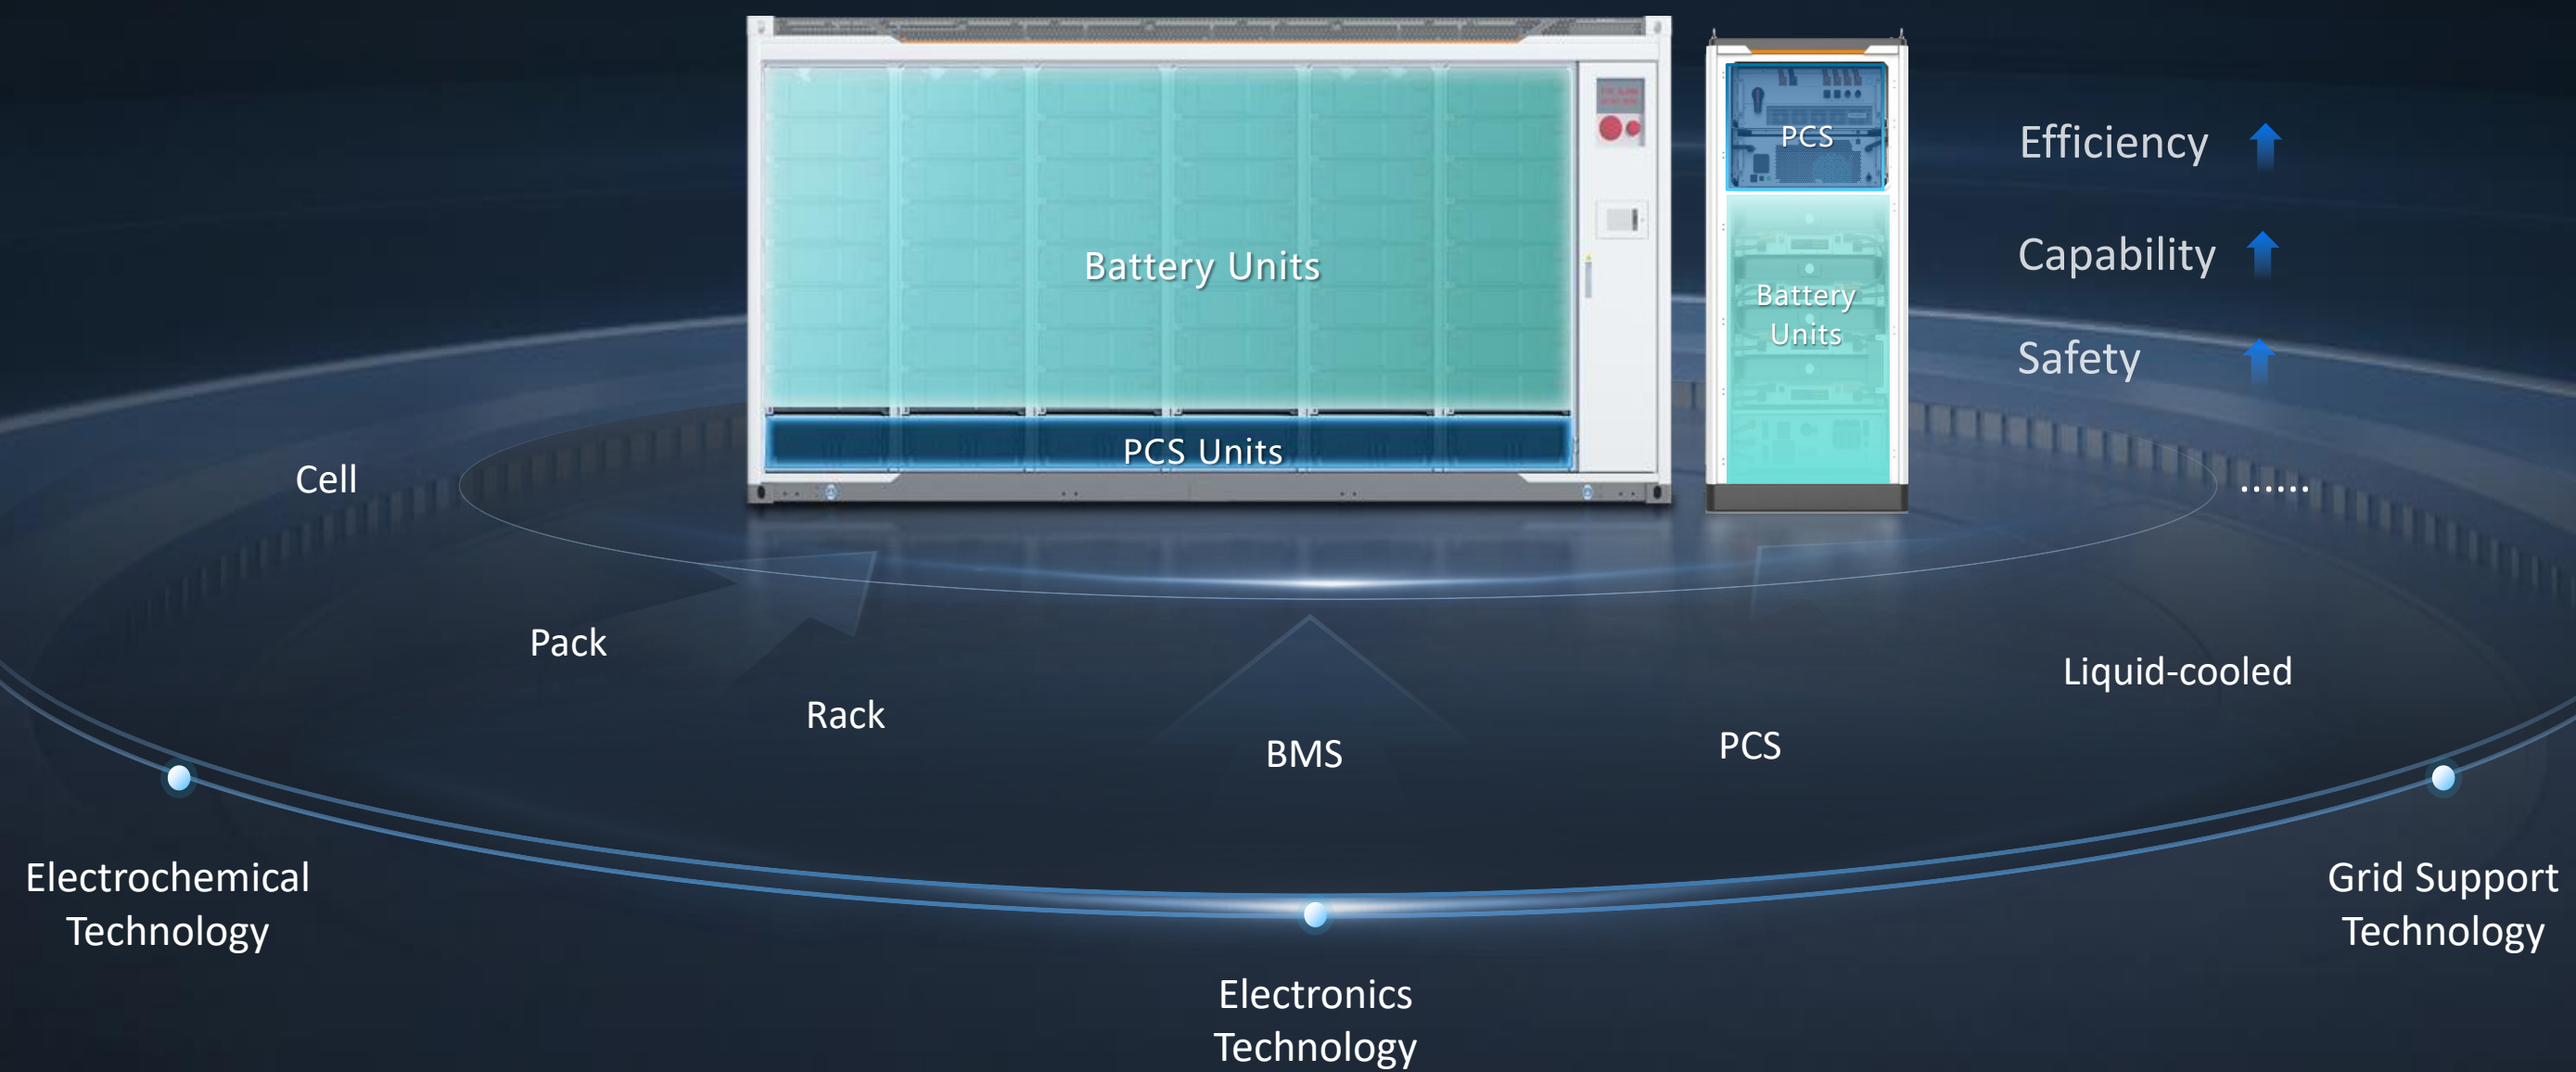 PCS
Efficiency
Capability
Safety
Battery Units
Battery
Units
PCS Units
Cell
......
Pack
Rack
BMS
PCS
Liquid-cooled
Electrochemical
Technology
Electronics
Technology
Grid Support
Technology